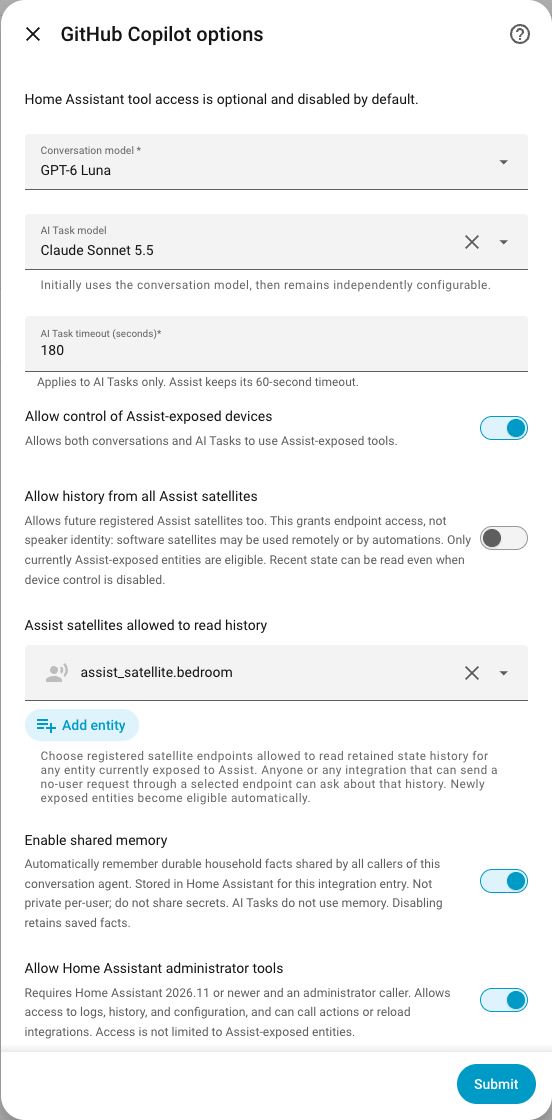 GitHub Copilot options
Home Assistant tool access is optional and disabled by default.
Conversation model *
GPT-6 Luna
AI Task model
Claude Sonnet 5.5
Initially uses the conversation model, then remains independently configurable.
AI Task timeout (seconds)*
180
Applies to AI Tasks only. Assist keeps its 60-second timeout.
Allow control of Assist-exposed devices
Allows both conversations and AI Tasks to use Assist-exposed tools.
Allow history from all Assist satellites
Allows future registered Assist satellites too. This grants endpoint access, not
speaker identity: software satellites may be used remotely or by automations. Only
currently Assist-exposed entities are eligible. Recent state can be read even when
device control is disabled.
Assist satellites allowed to read history
assist_satellite.bedroom
Add entity
Choose registered satellite endpoints allowed to read retained state history for
any entity currently exposed to Assist. Anyone or any integration that can send a
no-user request through a selected endpoint can ask about that history. Newly
exposed entities become eligible automatically.
Enable shared memory
Automatically remember durable household facts shared by all callers of this
conversation agent. Stored in Home Assistant for this integration entry. Not
private per-user; do not share secrets. AI Tasks do not use memory. Disabling
retains saved facts.
Allow Home Assistant administrator tools
Requires Home Assistant 2026.11 or newer and an administrator caller. Allows
access to logs, history, and configuration, and can call actions or reload
integrations. Access is not limited to Assist-exposed entities.
Submit